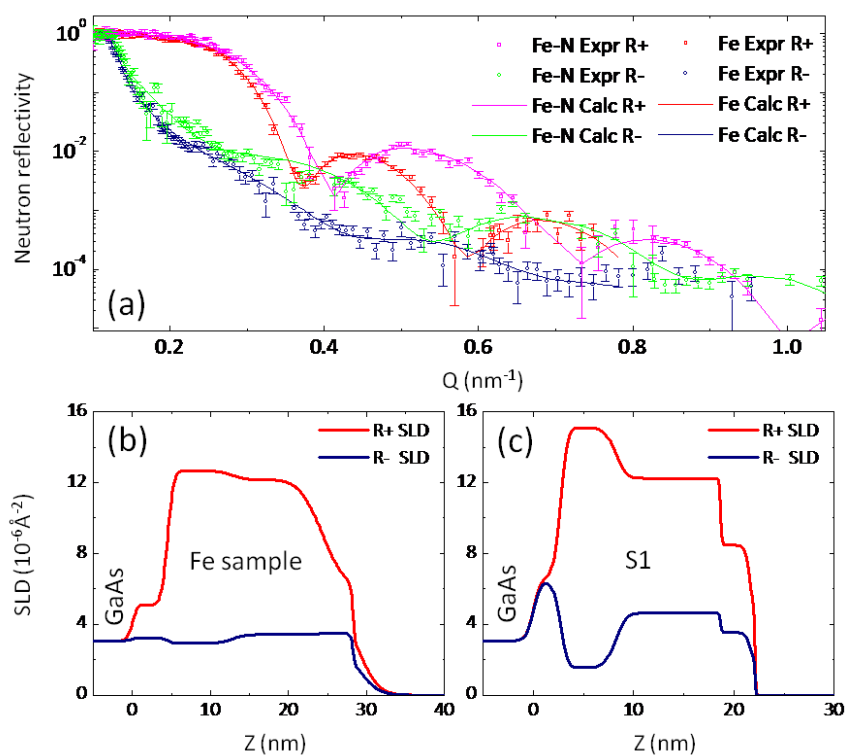 10⁰
10⁻²
10⁻⁴
Neutron reflectivity
(a)
Fe-N Expr R+
Fe-N Expr R-
Fe-N Calc R+
Fe-N Calc R-
Fe Expr R+
Fe Expr R-
Fe Calc R+
Fe Calc R-
0.2 0.4 0.6 0.8 1.0
Q (nm⁻¹)
16
12
8
4
0
SLD (10⁻⁶Å⁻²)
(b)
R+ SLD
R- SLD
GaAs
Fe sample
0 10 20 30 40
Z (nm)
16
12
8
4
0
(c)
R+ SLD
R- SLD
GaAs
S1
0 10 20 30
Z (nm)